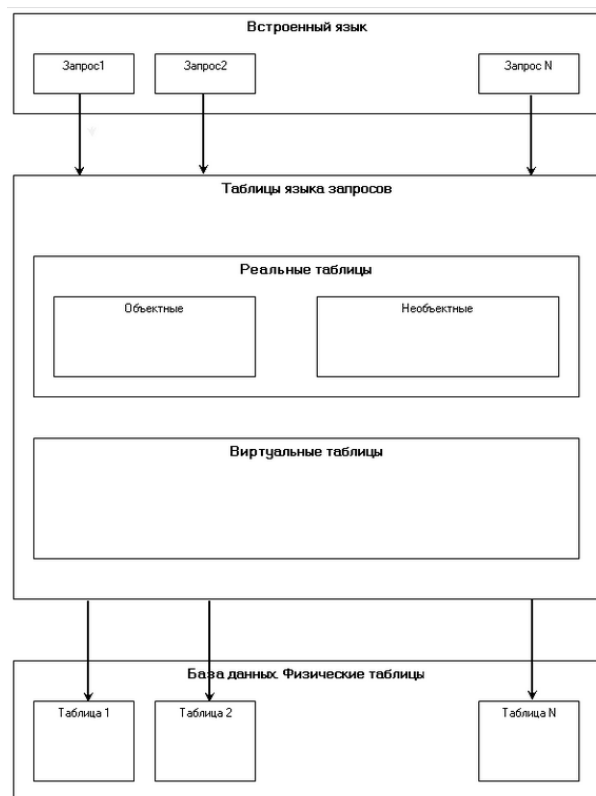 Встроенный язык
Запрос1
Запрос2
Запрос N
Таблицы языка запросов
Реальные таблицы
Объектные
Необъектные
Виртуальные таблицы
База данных. Физические таблицы
Таблица 1
Таблица 2
Таблица N